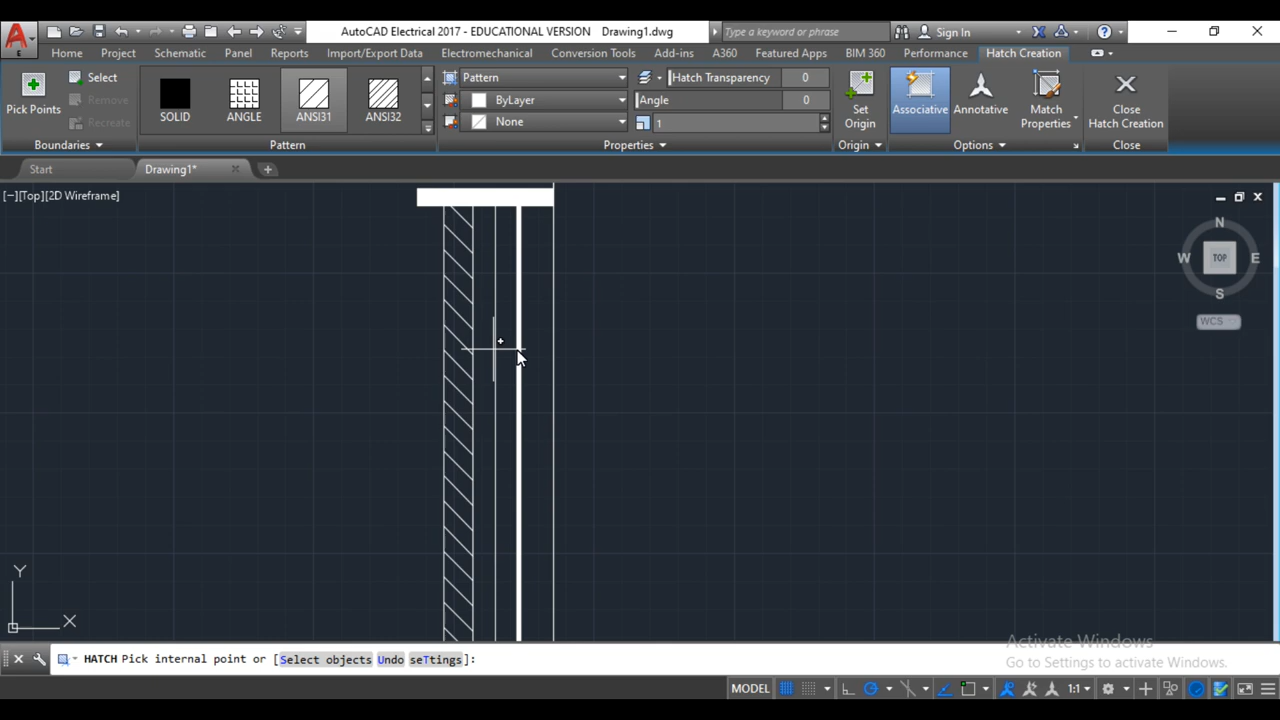 AutoCAD Electrical 2017 - EDUCATIONAL VERSION Drawing1.dwg Type a keyword or phrase Sign In
Home Project Schematic Panel Reports Import/Export Data Electromechanical Conversion Tools Add-ins A360 Featured Apps BIM 360 Performance Hatch Creation
Pick Points Select Remove Recreate
SOLID ANGLE ANSI31 ANSI32
Pattern Hatch Transparency 0
ByLayer Angle 0
None 1
Set Origin Associative Annotative Match Properties Close Hatch Creation
Boundaries Pattern Properties Origin Options Close
Start Drawing1*
[−][Top][2D Wireframe]
N
W TOP E
S
WCS
Y
X
Activate Windows
Go to Settings to activate Windows.
HATCH Pick internal point or [Select objects Undo seTtings]:
MODEL 1:1